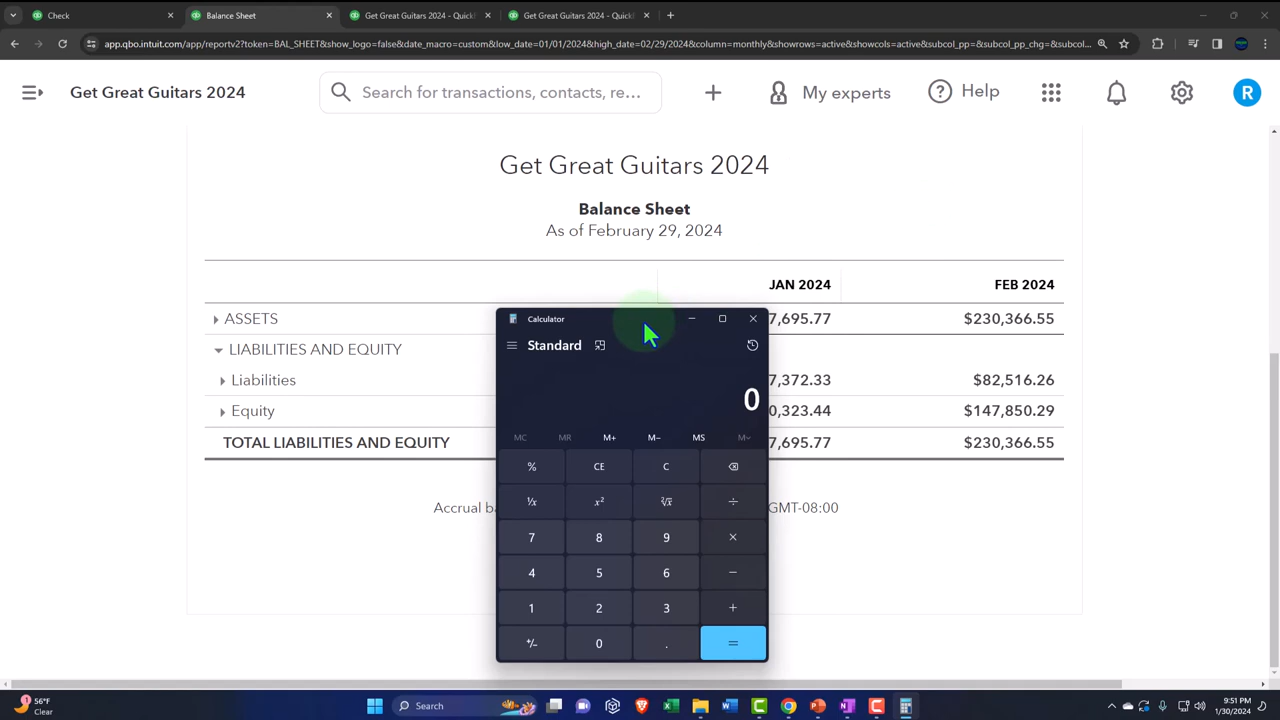 Check
Balance Sheet
Get Great Guitars 2024 - Quickl
Get Great Guitars 2024 - Quickl
app.qbo.intuit.com/app/reportv2?token=BAL_SHEET&show_logo=false&date_macro=custom&low_date=01/01/2024&high_date=02/29/2024&column=monthly&showrows=active&showcols=active&subcol_pp=&subcol_pp_chg=&subcol_pp_pct_chg=&subc...
Get Great Guitars 2024
Search for transactions, contacts, re...
My experts
Help
R
Get Great Guitars 2024
Balance Sheet
As of February 29, 2024
JAN 2024 FEB 2024
ASSETS 7,695.77 $230,366.55
LIABILITIES AND EQUITY
Liabilities 7,372.33 $82,516.26
Equity 0,323.44 $147,850.29
TOTAL LIABILITIES AND EQUITY 7,695.77 $230,366.55
Accrual ba GMT-08:00
Calculator
Standard
0
MC MR M+ M− MS M
% CE C
¹/x x² ²√x ÷
7 8 9 ×
4 5 6 −
1 2 3 +
+/− 0 . =
1
56°F
Clear
Search
9:51 PM
1/30/2024